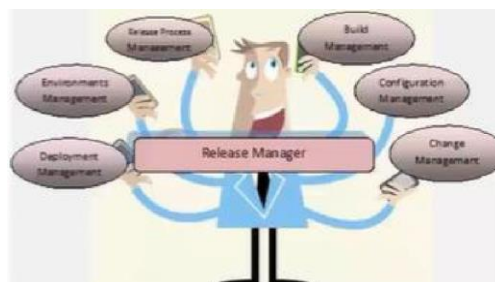 Release Process
Management
Build
Management
Environments
Management
Configuration
Management
Release Manager
Deployment
Management
Change
Management